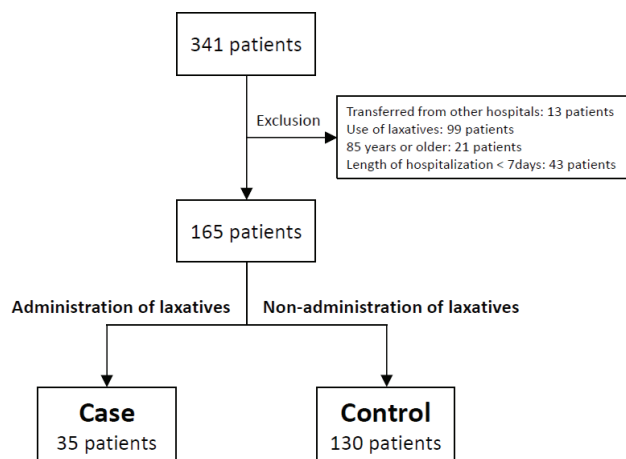 341 patients
Exclusion
Transferred from other hospitals: 13 patients
Use of laxatives: 99 patients
85 years or older: 21 patients
Length of hospitalization < 7days: 43 patients
165 patients
Administration of laxatives
Non-administration of laxatives
Case
35 patients
Control
130 patients